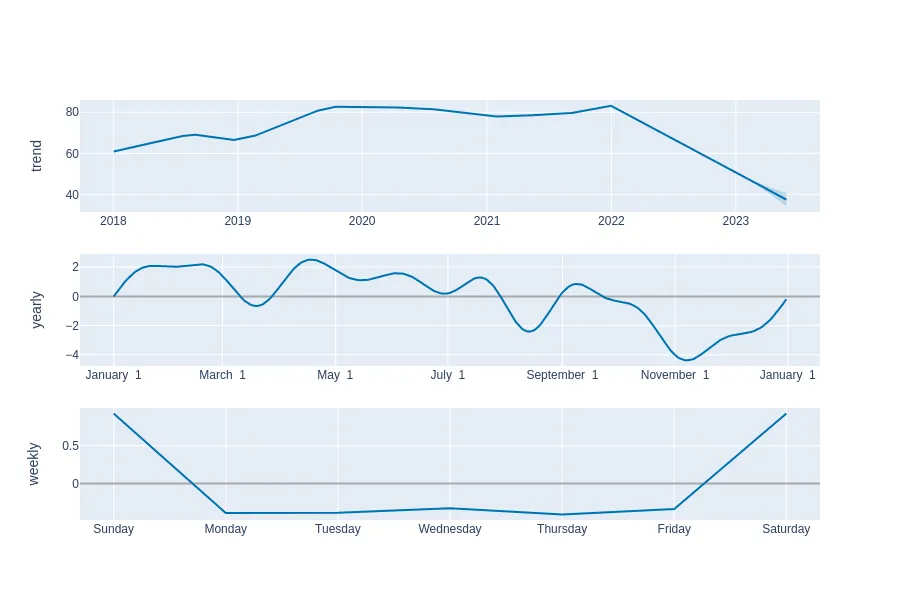 trend
80
60
40
2018 2019 2020 2021 2022 2023
yearly
2
0
−2
−4
January 1 March 1 May 1 July 1 September 1 November 1 January 1
weekly
0.5
0
Sunday Monday Tuesday Wednesday Thursday Friday Saturday